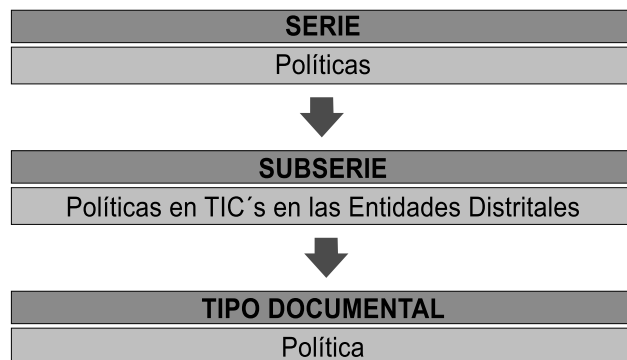 SERIE
Políticas
SUBSERIE
Políticas en TIC´s en las Entidades Distritales
TIPO DOCUMENTAL
Política